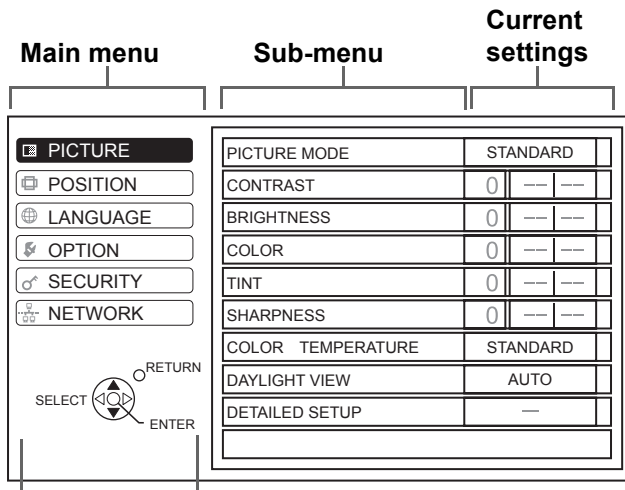 Main menu
Sub-menu
Current
settings
PICTURE
POSITION
LANGUAGE
OPTION
SECURITY
NETWORK
RETURN
SELECT
ENTER
PICTURE MODE STANDARD
CONTRAST 0
BRIGHTNESS 0
COLOR 0
TINT 0
SHARPNESS 0
COLOR TEMPERATURE STANDARD
DAYLIGHT VIEW AUTO
DETAILED SETUP